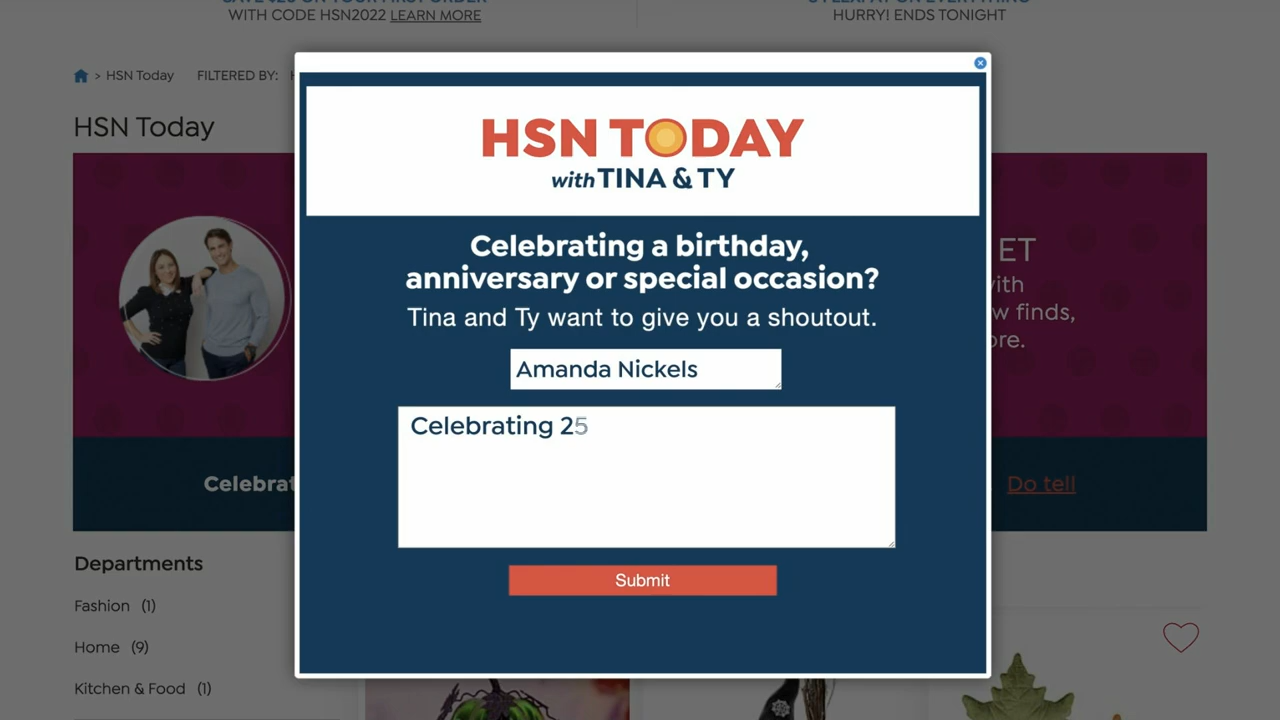 WITH CODE HSN2022 LEARN MORE
HURRY! ENDS TONIGHT
> HSN Today FILTERED BY:
HSN Today
HSN TODAY
with TINA & TY
Celebrating a birthday,
anniversary or special occasion?
Tina and Ty want to give you a shoutout.
Amanda Nickels
Celebrating 25
Submit
ET
w finds,
Celebrat
Do tell
Departments
Fashion (1)
Home (9)
Kitchen & Food (1)